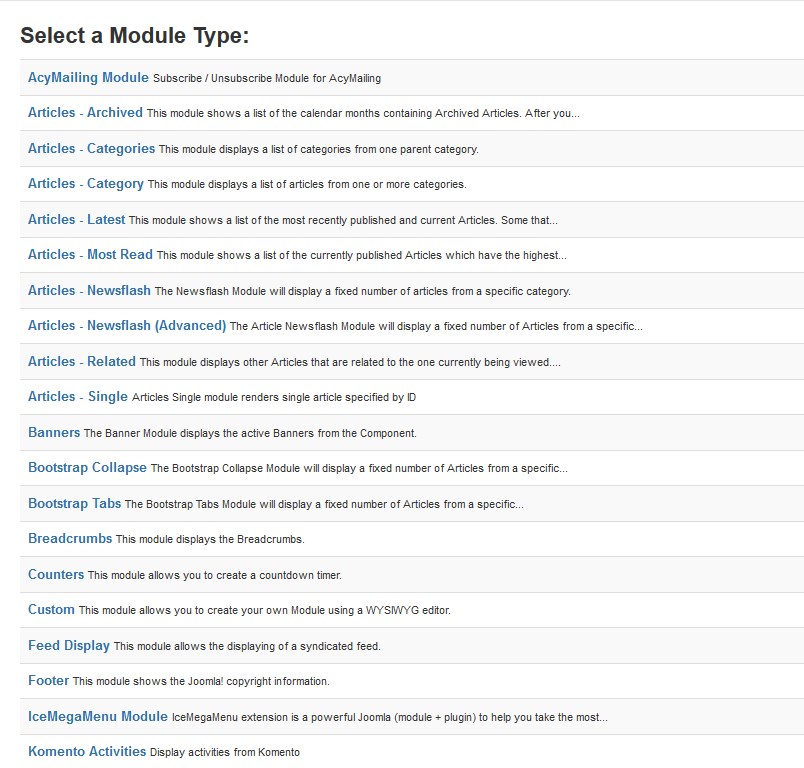 Select a Module Type:
AcyMailing Module Subscribe / Unsubscribe Module for AcyMailing
Articles - Archived This module shows a list of the calendar months containing Archived Articles. After you...
Articles - Categories This module displays a list of categories from one parent category.
Articles - Category This module displays a list of articles from one or more categories.
Articles - Latest This module shows a list of the most recently published and current Articles. Some that...
Articles - Most Read This module shows a list of the currently published Articles which have the highest...
Articles - Newsflash The Newsflash Module will display a fixed number of articles from a specific category.
Articles - Newsflash (Advanced) The Article Newsflash Module will display a fixed number of Articles from a specific...
Articles - Related This module displays other Articles that are related to the one currently being viewed....
Articles - Single Articles Single module renders single article specified by ID
Banners The Banner Module displays the active Banners from the Component.
Bootstrap Collapse The Bootstrap Collapse Module will display a fixed number of Articles from a specific...
Bootstrap Tabs The Bootstrap Tabs Module will display a fixed number of Articles from a specific...
Breadcrumbs This module displays the Breadcrumbs.
Counters This module allows you to create a countdown timer.
Custom This module allows you to create your own Module using a WYSIWYG editor.
Feed Display This module allows the displaying of a syndicated feed.
Footer This module shows the Joomla! copyright information.
IceMegaMenu Module IceMegaMenu extension is a powerful Joomla (module + plugin) to help you take the most...
Komento Activities Display activities from Komento